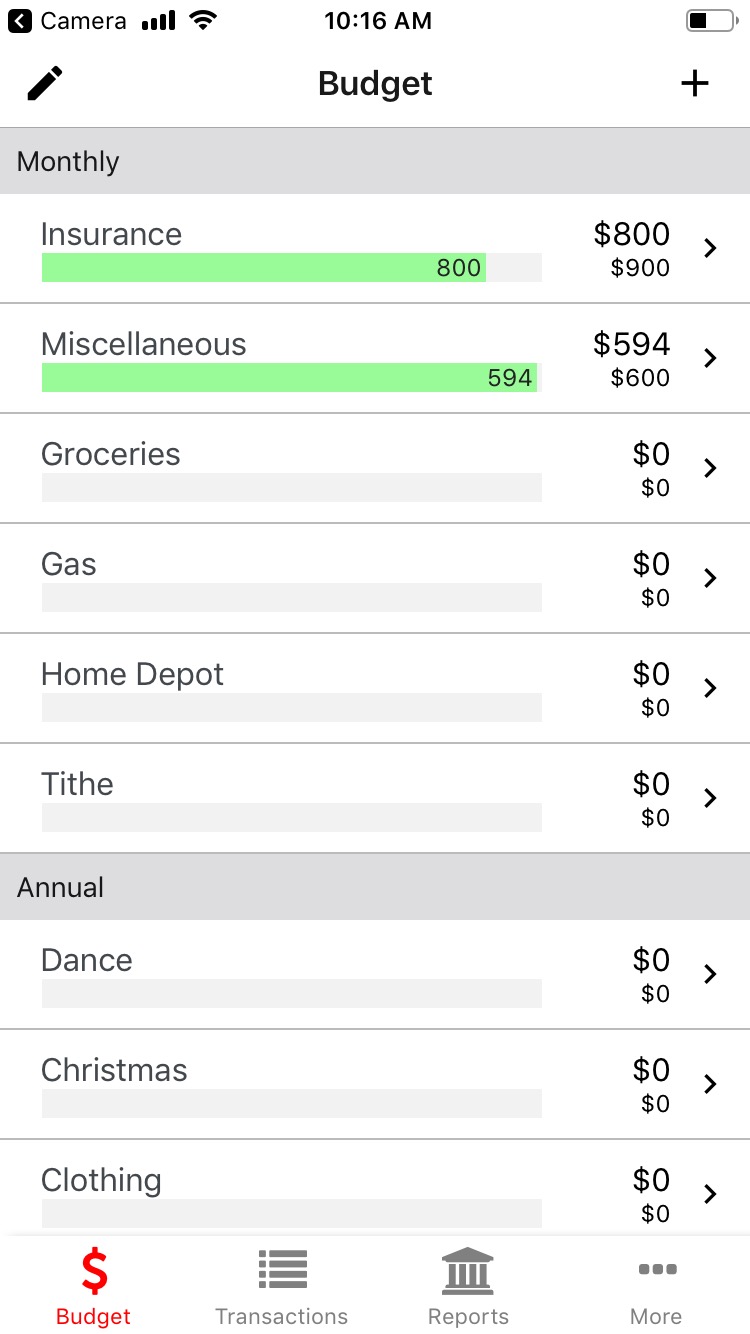 Camera 10:16 AM
Budget
Monthly
Insurance $800
800 $900
Miscellaneous $594
594 $600
Groceries $0
$0
Gas $0
$0
Home Depot $0
$0
Tithe $0
$0
Annual
Dance $0
$0
Christmas $0
$0
Clothing $0
$0
$
Budget Transactions Reports More